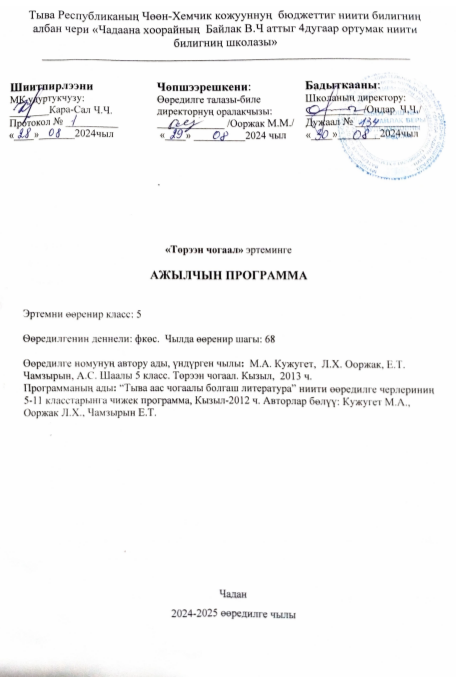 Тыва Республиканың Чөөн-Хемчик кожууннуң бюджеттиг ниити билигниң
албан чери «Чадаана хоорайның Байлак В.Ч аттыг 4дугаар ортумак ниити
билигниң школазы»
Шиитпирлээни
МК удуртукчузу:
Кара-Сал Ч.Ч.
Протокол № 1
« 28 » 08 2024чыл
Чөпшээрешкени:
Өөредилге талазы-биле
директорнуң оралакчызы:
/Ооржак М.М./
« 29 » 08 2024 чыл
Бадыткааны:
Школаның директору:
/Ондар Ч.Ч./
Дужаал № 134
« 30 » 08 2024чыл
«Төрээн чогаал» эртеминге
АЖЫЛЧЫН ПРОГРАММА
Эртемни өөренир класс: 5
Өөредилгениң деңнели: фкөс. Чылда өөренир шагы: 68
Өөредилге номунуң автору ады, үндүрген чылы: М.А. Кужугет, Л.Х. Ооржак, Е.Т.
Чамзырын, А.С. Шаалы 5 класс. Төрээн чогаал. Кызыл, 2013 ч.
Программаның ады: “Тыва аас чогаалы болгаш литература” ниити өөредилге черлериниң
5-11 класстарынга чижек программа, Кызыл-2012 ч. Авторлар бөлүү: Кужугет М.А.,
Ооржак Л.Х., Чамзырын Е.Т.
Чадан
2024-2025 өөредилге чылы